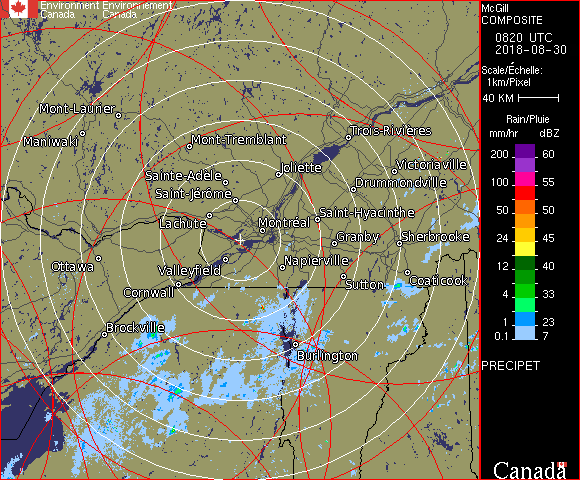 Environment Environnement
Canada Canada
Mont-Laurier
Maniwaki
Mont-Tremblant
Trois-Rivières
Sainte-Adèle
Joliette
Victoriaville
Saint-Jérôme
Drummondville
Lachute
Montréal
Saint-Hyacinthe
Granby
Sherbrooke
Ottawa
Valleyfield
Napierville
Cornwall
Sutton
Coaticook
Brockville
Burlington
McGill
COMPOSITE
0820 UTC
2018-08-30
Scale/Échelle:
1km/Pixel
40 KM
Rain/Pluie
mm/hr dBZ
200 60
150 57
100 55
50 50
24 45
12 40
4 33
1 23
0.1 7
PRECIPET
Canada